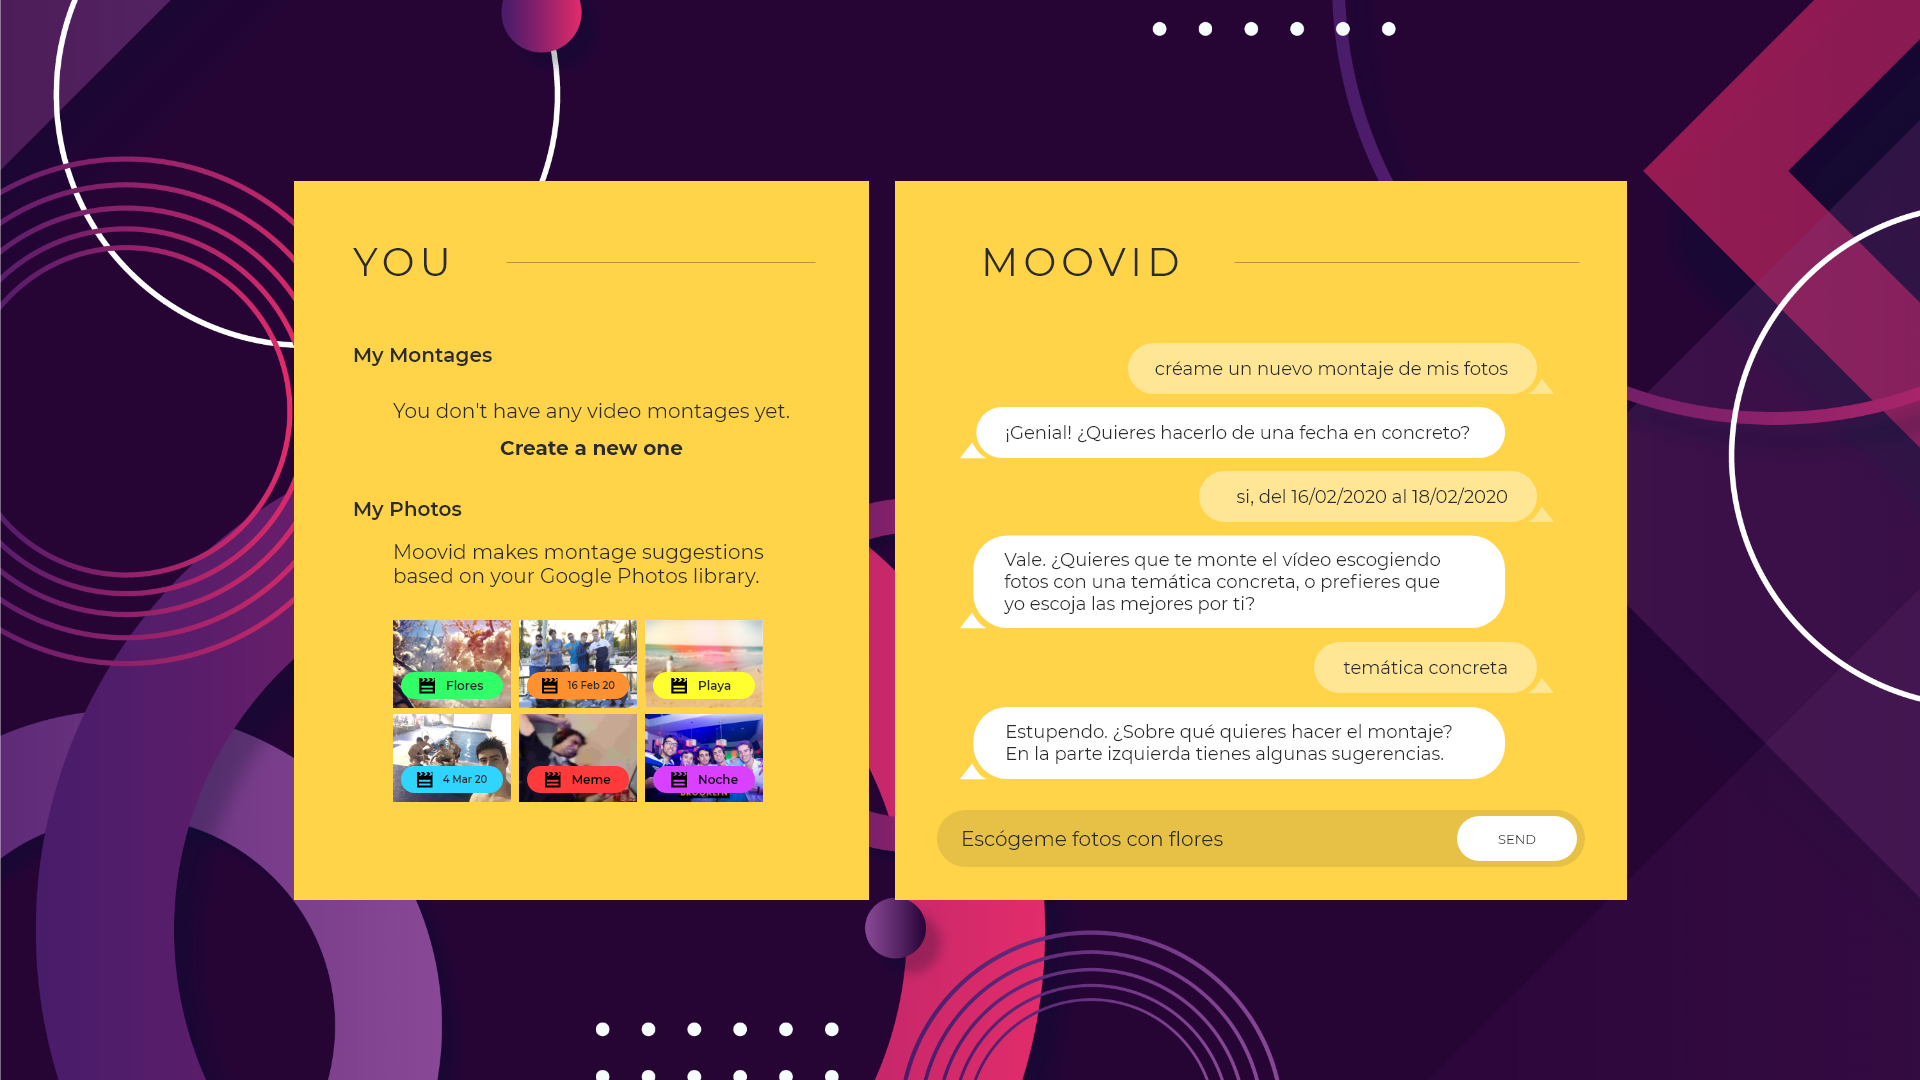 YOU
My Montages
You don't have any video montages yet.
Create a new one
My Photos
Moovid makes montage suggestions
based on your Google Photos library.
Flores
16 Feb 20
Playa
4 Mar 20
Meme
Noche
BROOKLYN
MOOVID
créame un nuevo montaje de mis fotos
¡Genial! ¿Quieres hacerlo de una fecha en concreto?
si, del 16/02/2020 al 18/02/2020
Vale. ¿Quieres que te monte el vídeo escogiendo
fotos con una temática concreta, o prefieres que
yo escoja las mejores por ti?
temática concreta
Estupendo. ¿Sobre qué quieres hacer el montaje?
En la parte izquierda tienes algunas sugerencias.
Escógeme fotos con flores
SEND